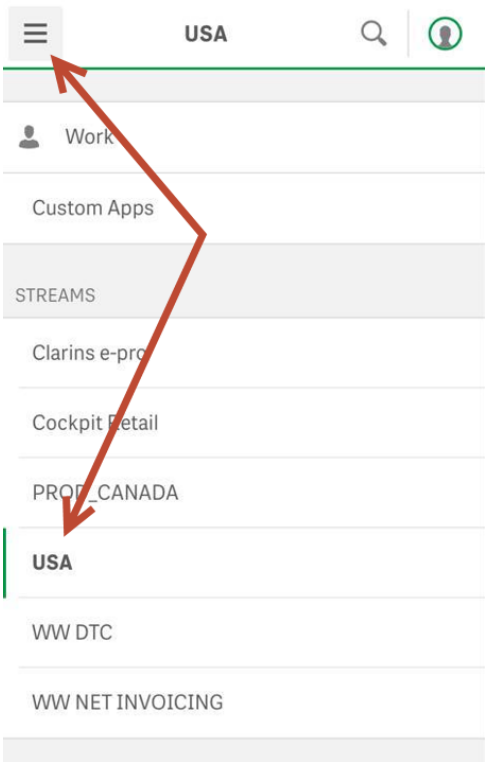 USA
Work
Custom Apps
STREAMS
Clarins e-pro
Cockpit Retail
PROD_CANADA
USA
WW DTC
WW NET INVOICING